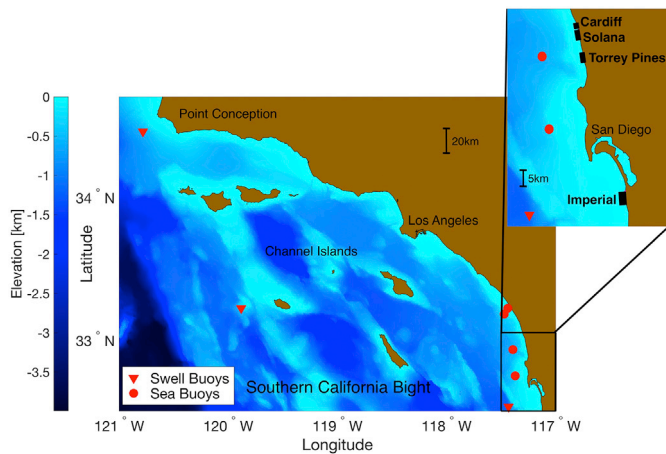 Cardiff
Solana
Torrey Pines
San Diego
5km
Imperial
Point Conception
20km
Los Angeles
Channel Islands
Southern California Bight
Swell Buoys
Sea Buoys
0
-0.5
-1
-1.5
-2
-2.5
-3
-3.5
Elevation [km]
Latitude
34° N
33° N
121° W
120° W
119° W
118° W
117° W
Longitude